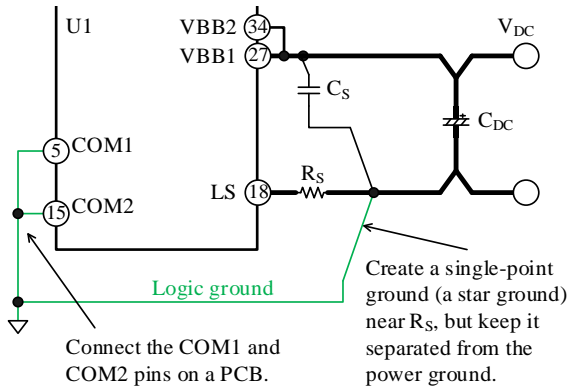 U1
VBB2
34
VDC
VBB1
27
CS
CDC
5
COM1
RS
LS
18
15
COM2
Logic ground
Create a single-point
ground (a star ground)
near RS, but keep it
separated from the
power ground.
Connect the COM1 and
COM2 pins on a PCB.